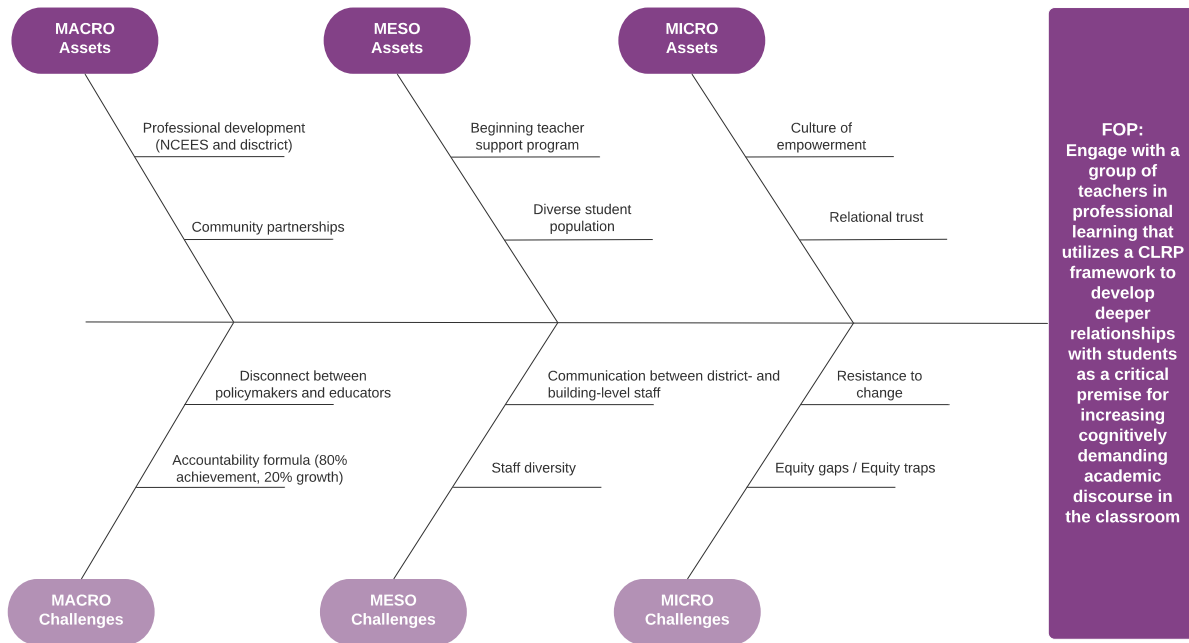 MACRO
Assets
MESO
Assets
MICRO
Assets
Professional development
(NCEES and disctrict)
Community partnerships
Beginning teacher
support program
Diverse student
population
Culture of
empowerment
Relational trust
Disconnect between
policymakers and educators
Accountability formula (80%
achievement, 20% growth)
Communication between district- and
building-level staff
Staff diversity
Resistance to
change
Equity gaps / Equity traps
MACRO
Challenges
MESO
Challenges
MICRO
Challenges
FOP:
Engage with a
group of
teachers in
professional
learning that
utilizes a CLRP
framework to
develop
deeper
relationships
with students
as a critical
premise for
increasing
cognitively
demanding
academic
discourse in
the classroom